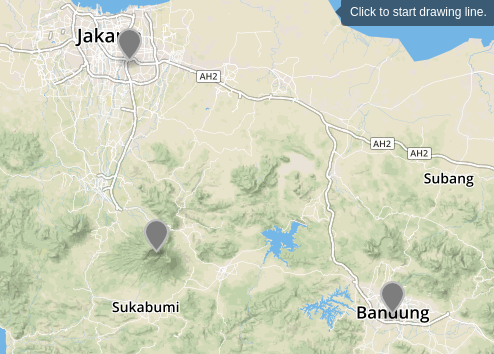 Click to start drawing line.
Jakar
AH2
AH2
AH2
Subang
Sukabumi
Bandung